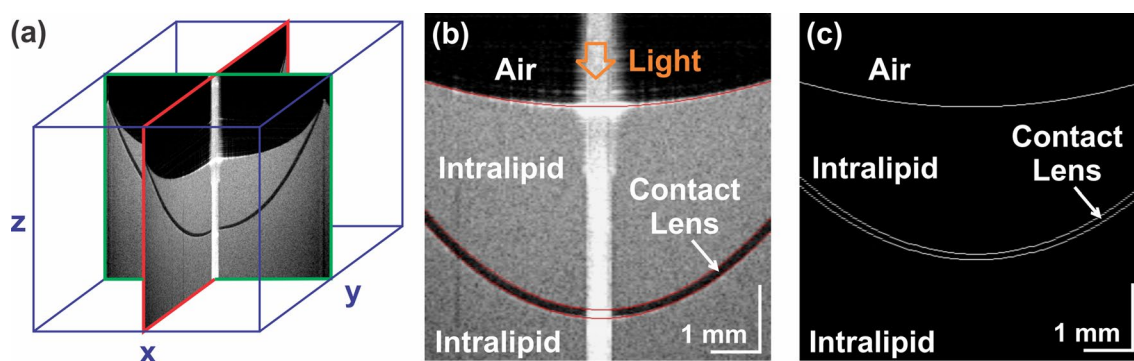 (a)
z
x
y
(b)
Light
Air
Intralipid
Contact
Lens
Intralipid
1 mm
(c)
Air
Intralipid
Contact
Lens
Intralipid
1 mm